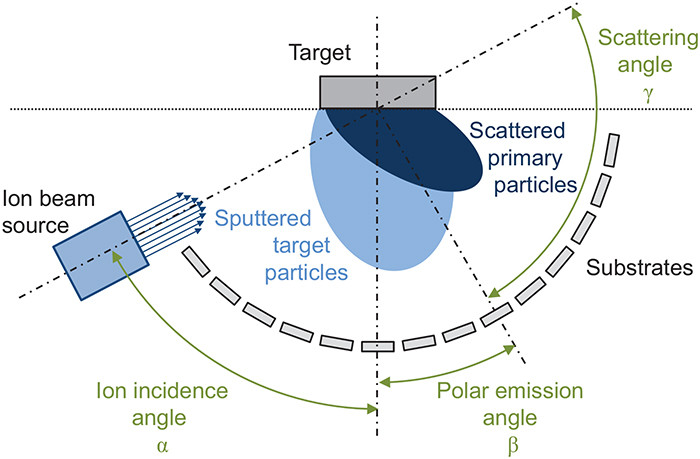 Target
Scattering
angle
γ
Scattered
primary
particles
Ion beam
source
Sputtered
target
particles
Substrates
Ion incidence
angle
α
Polar emission
angle
β